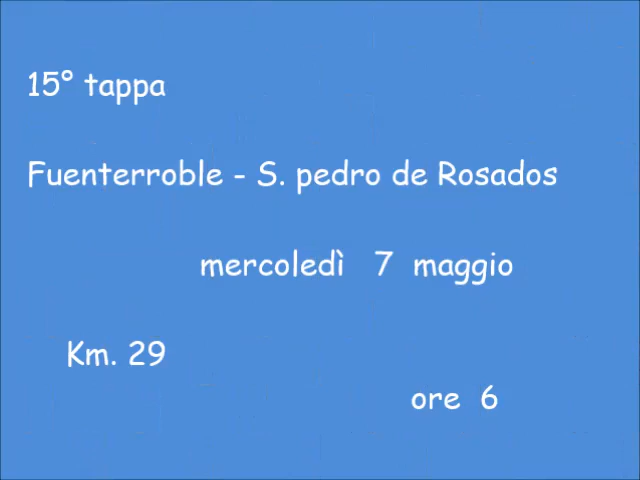 15° tappa
Fuenterroble - S. pedro de Rosados
mercoledì 7 maggio
Km. 29
ore 6